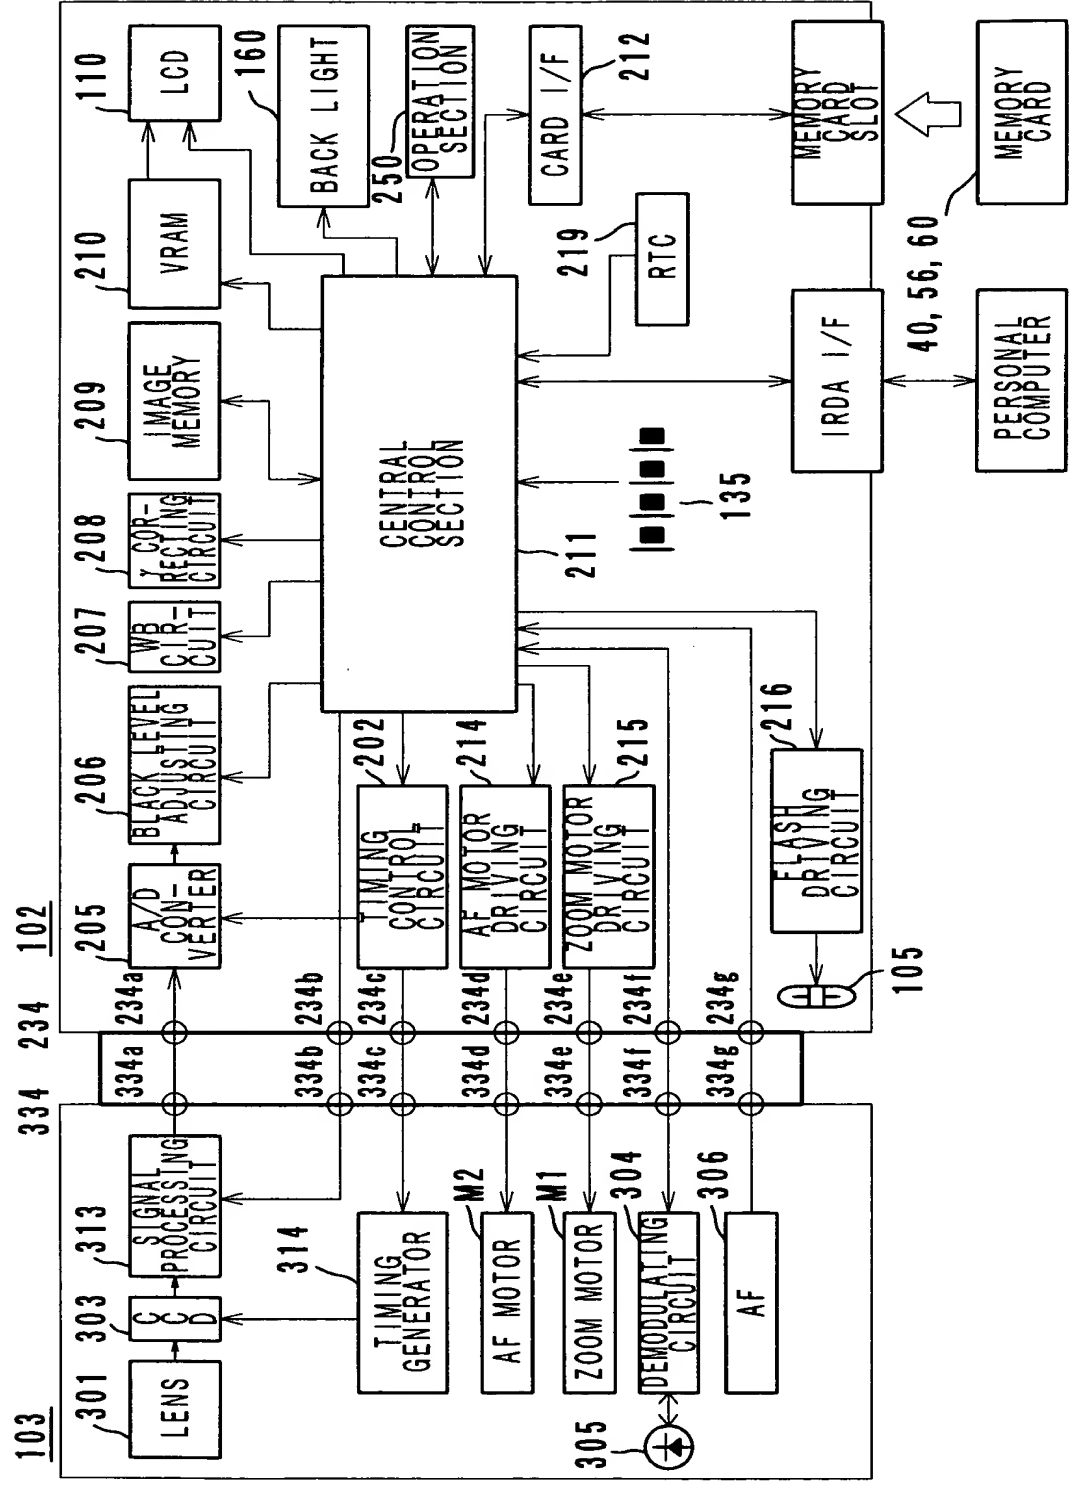 103
301
LENS
303
CCD
313
SIGNAL
PROCESSING
CIRCUIT
314
TIMING
GENERATOR
M2
AF MOTOR
M1
ZOOM MOTOR
304
DEMODULATING
CIRCUIT
305
306
AF
334
334a
334b
334c
334d
334e
334f
334g
234
234a
234b
234c
234d
234e
234f
234g
102
205
A/D
CON-
VERTER
206
BLACK LEVEL
ADJUSTING
CIRCUIT
207
WB
CIR-
CUIT
208
γ COR-
RECTING
CIRCUIT
209
IMAGE
MEMORY
210
VRAM
110
LCD
160
BACK LIGHT
250
OPERATION
SECTION
202
TIMING
CONTROL
CIRCUIT
214
AF MOTOR
DRIVING
CIRCUIT
215
ZOOM MOTOR
DRIVING
CIRCUIT
216
FLASH
DRIVING
CIRCUIT
105
CENTRAL
CONTROL
SECTION
211
135
219
RTC
212
CARD I/F
IRDA I/F
MEMORY
CARD
SLOT
PERSONAL
COMPUTER
40, 56, 60
MEMORY
CARD